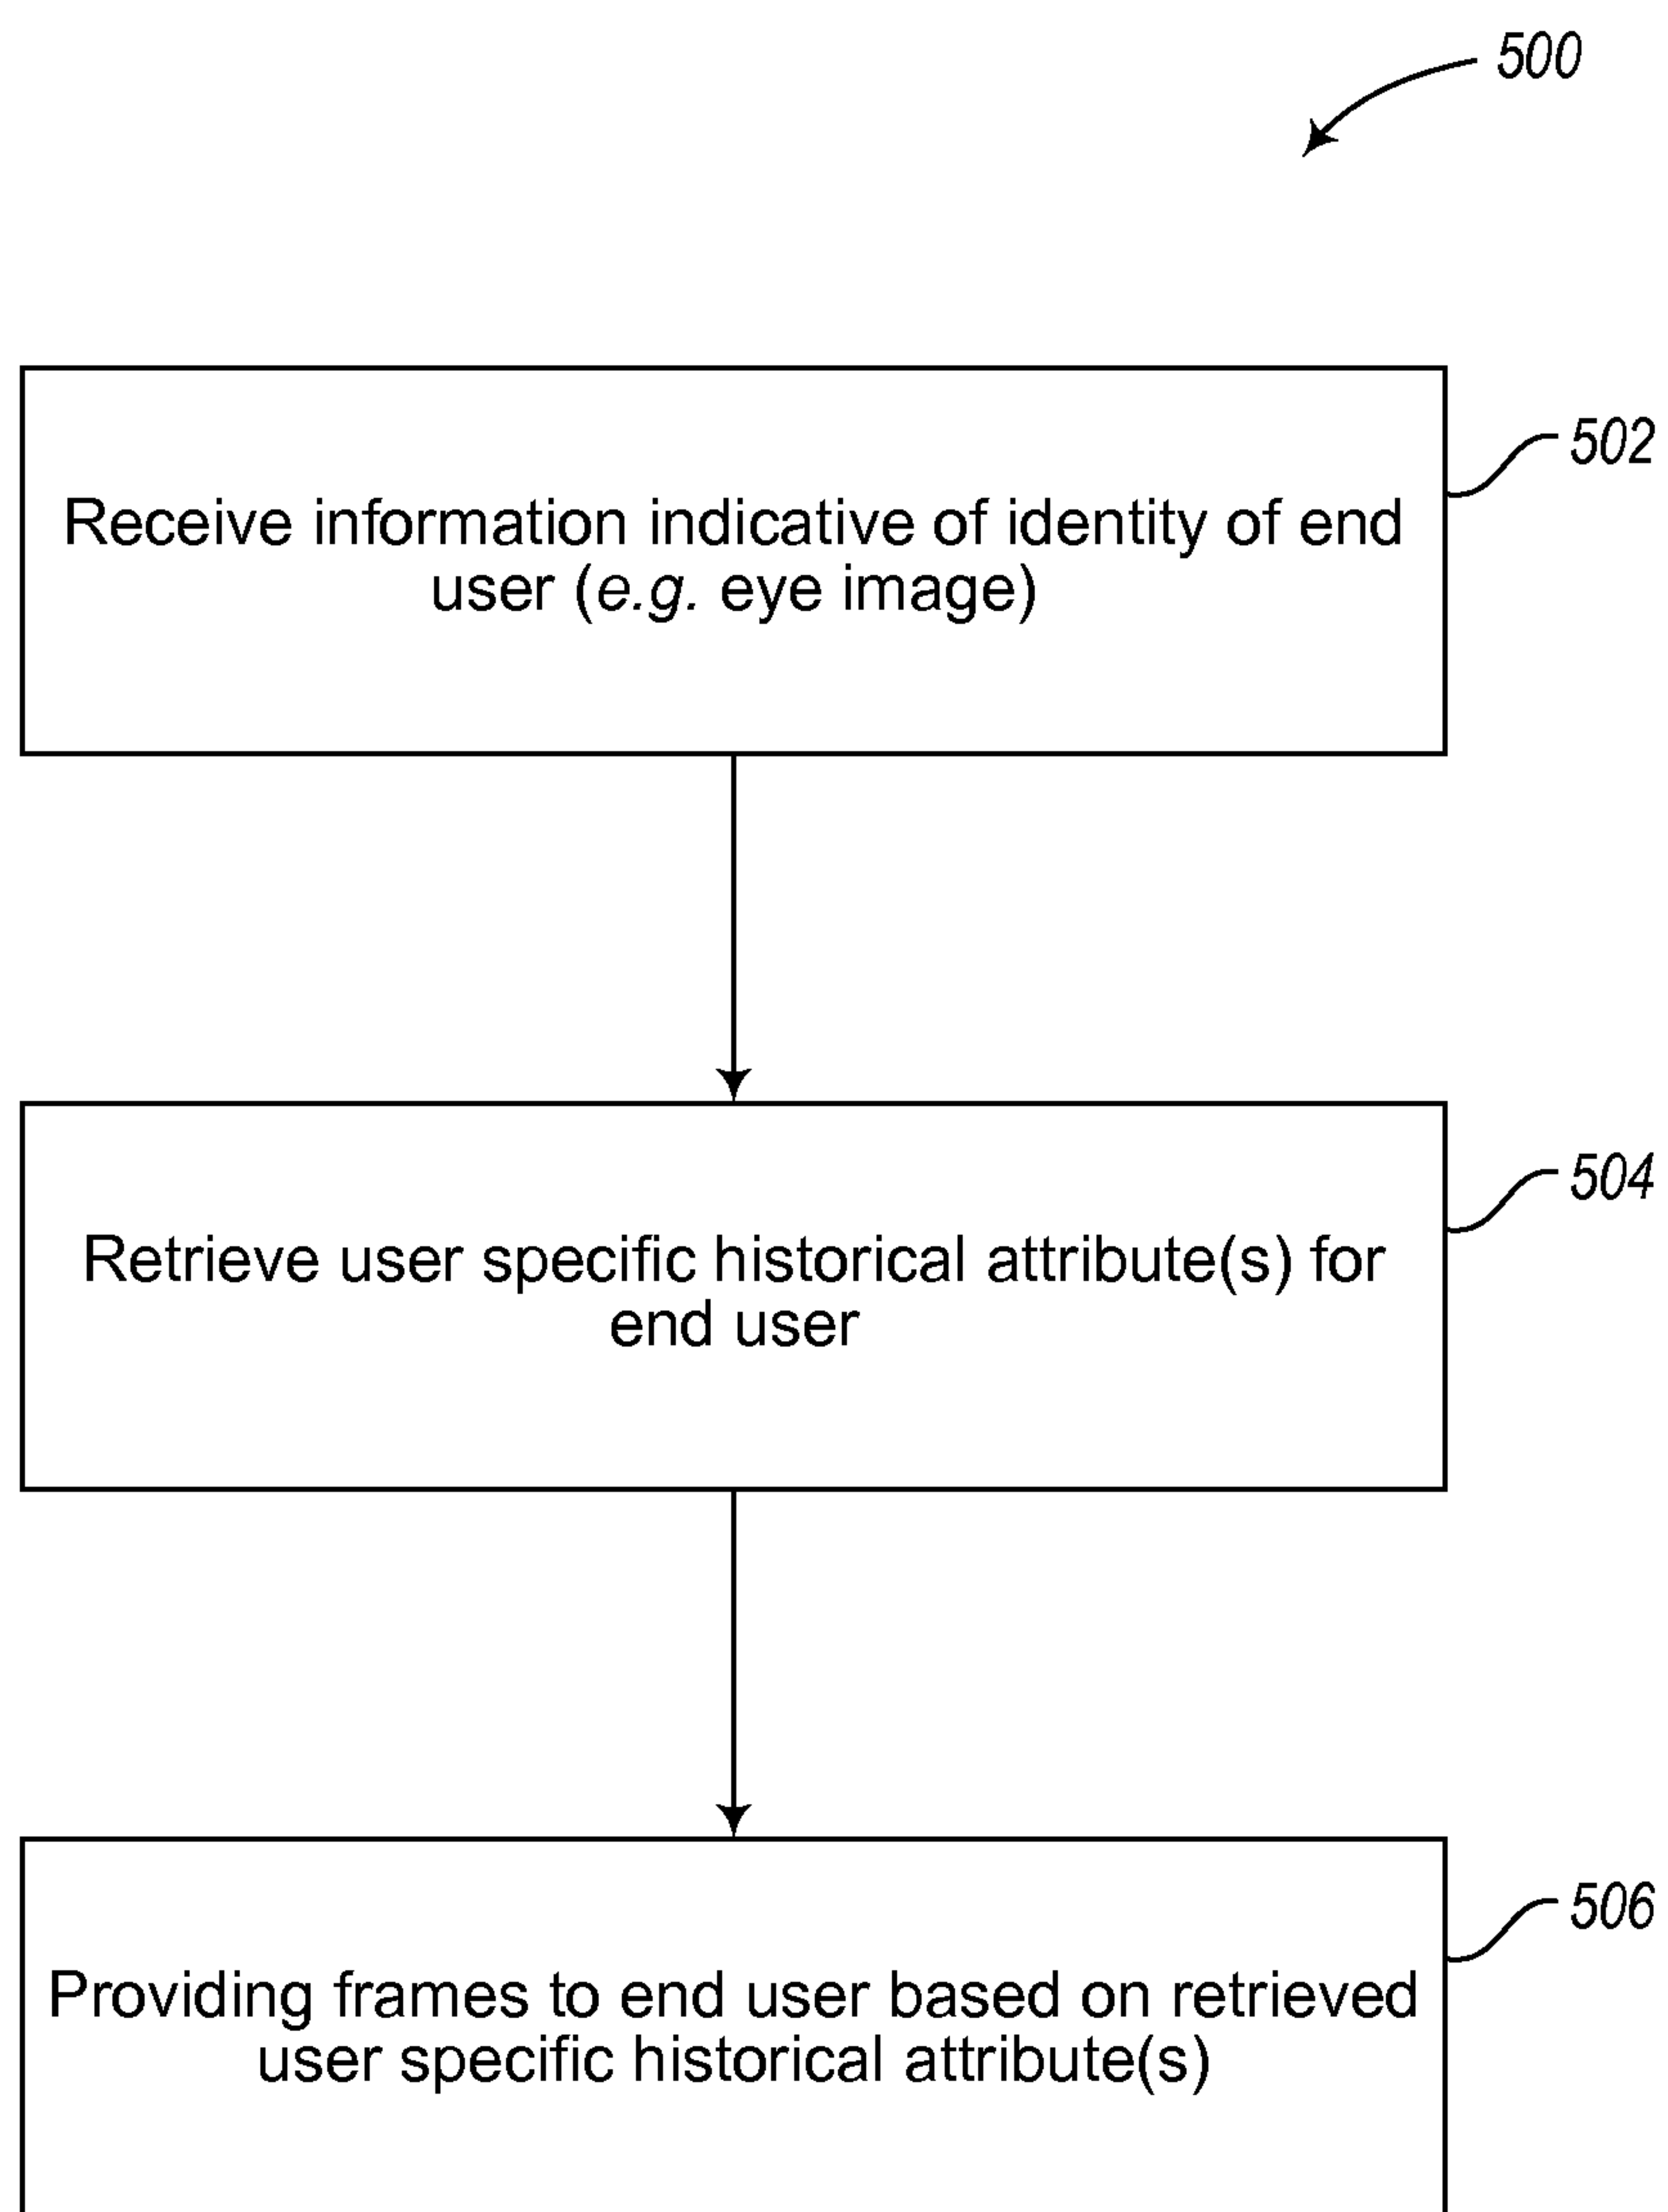 500
502
Receive information indicative of identity of end
user (e.g. eye image)
504
Retrieve user specific historical attribute(s) for
end user
506
Providing frames to end user based on retrieved
user specific historical attribute(s)